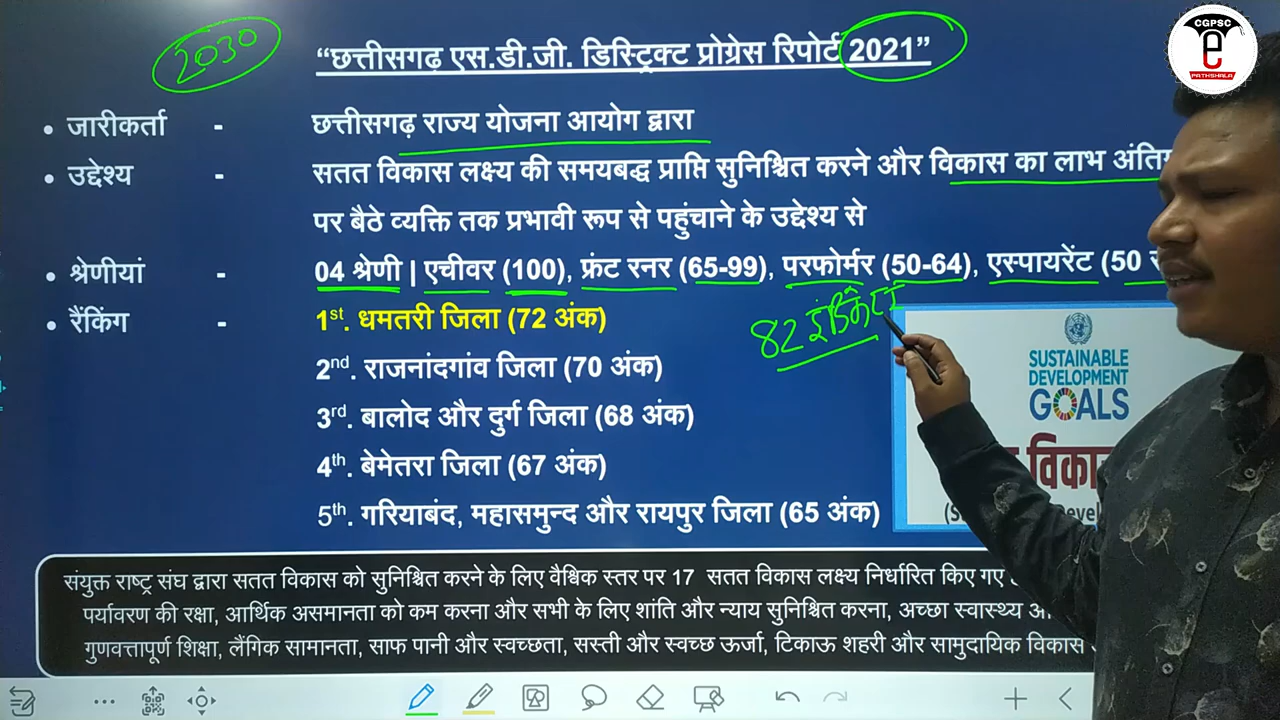 CGPSC
e
PATHSHALA
2030
“छत्तीसगढ़ एस.डी.जी. डिस्ट्रिक्ट प्रोग्रेस रिपोर्ट 2021”
• जारीकर्ता - छत्तीसगढ़ राज्य योजना आयोग द्वारा
• उद्देश्य - सतत विकास लक्ष्य की समयबद्ध प्राप्ति सुनिश्चित करने और विकास का लाभ
पर बैठे व्यक्ति तक प्रभावी रूप से पहुंचाने के उद्देश्य से
• श्रेणीयां - 04 श्रेणी | एचीवर (100), फ्रंट रनर (65-99), परफोर्मर (50-64), एस्पायरेंट (50
82
• रैंकिंग - 1st. धमतरी जिला (72 अंक)
2nd. राजनांदगांव जिला (70 अंक)
3rd. बालोद और दुर्ग जिला (68 अंक)
4th. बेमेतरा जिला (67 अंक)
5th. गरियाबंद, महासमुन्द और रायपुर जिला (65 अंक)
SUSTAINABLE
DEVELOPMENT
GOALS
संयुक्त राष्ट्र संघ द्वारा सतत विकास को सुनिश्चित करने के लिए वैश्विक स्तर पर 17 सतत विकास लक्ष्य निर्धारित किए गए
पर्यावरण की रक्षा, आर्थिक असमानता को कम करना और सभी के लिए शांति और न्याय सुनिश्चित करना, अच्छा स्वास्थ्य
गुणवत्तापूर्ण शिक्षा, लैंगिक सामानता, साफ पानी और स्वच्छता, सस्ती और स्वच्छ ऊर्जा, टिकाऊ शहरी और सामुदायिक विकास